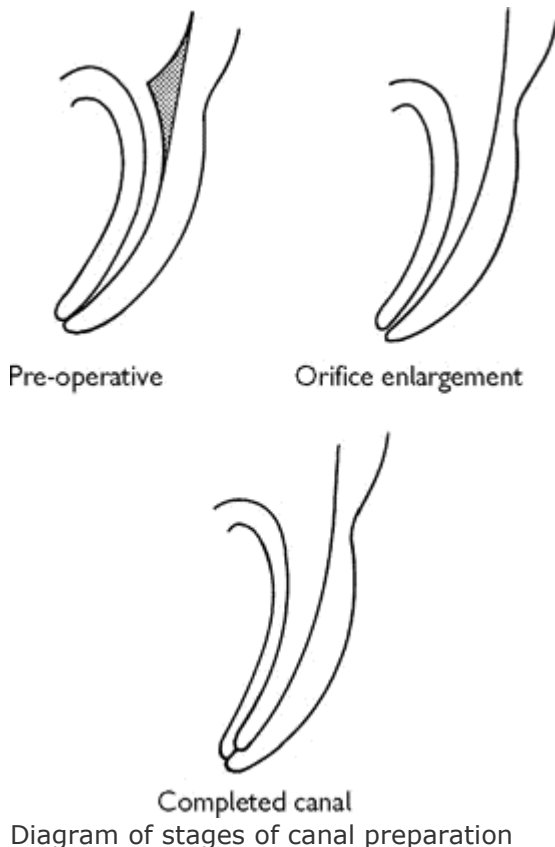 Pre-operative
Orifice enlargement
Completed canal
Diagram of stages of canal preparation